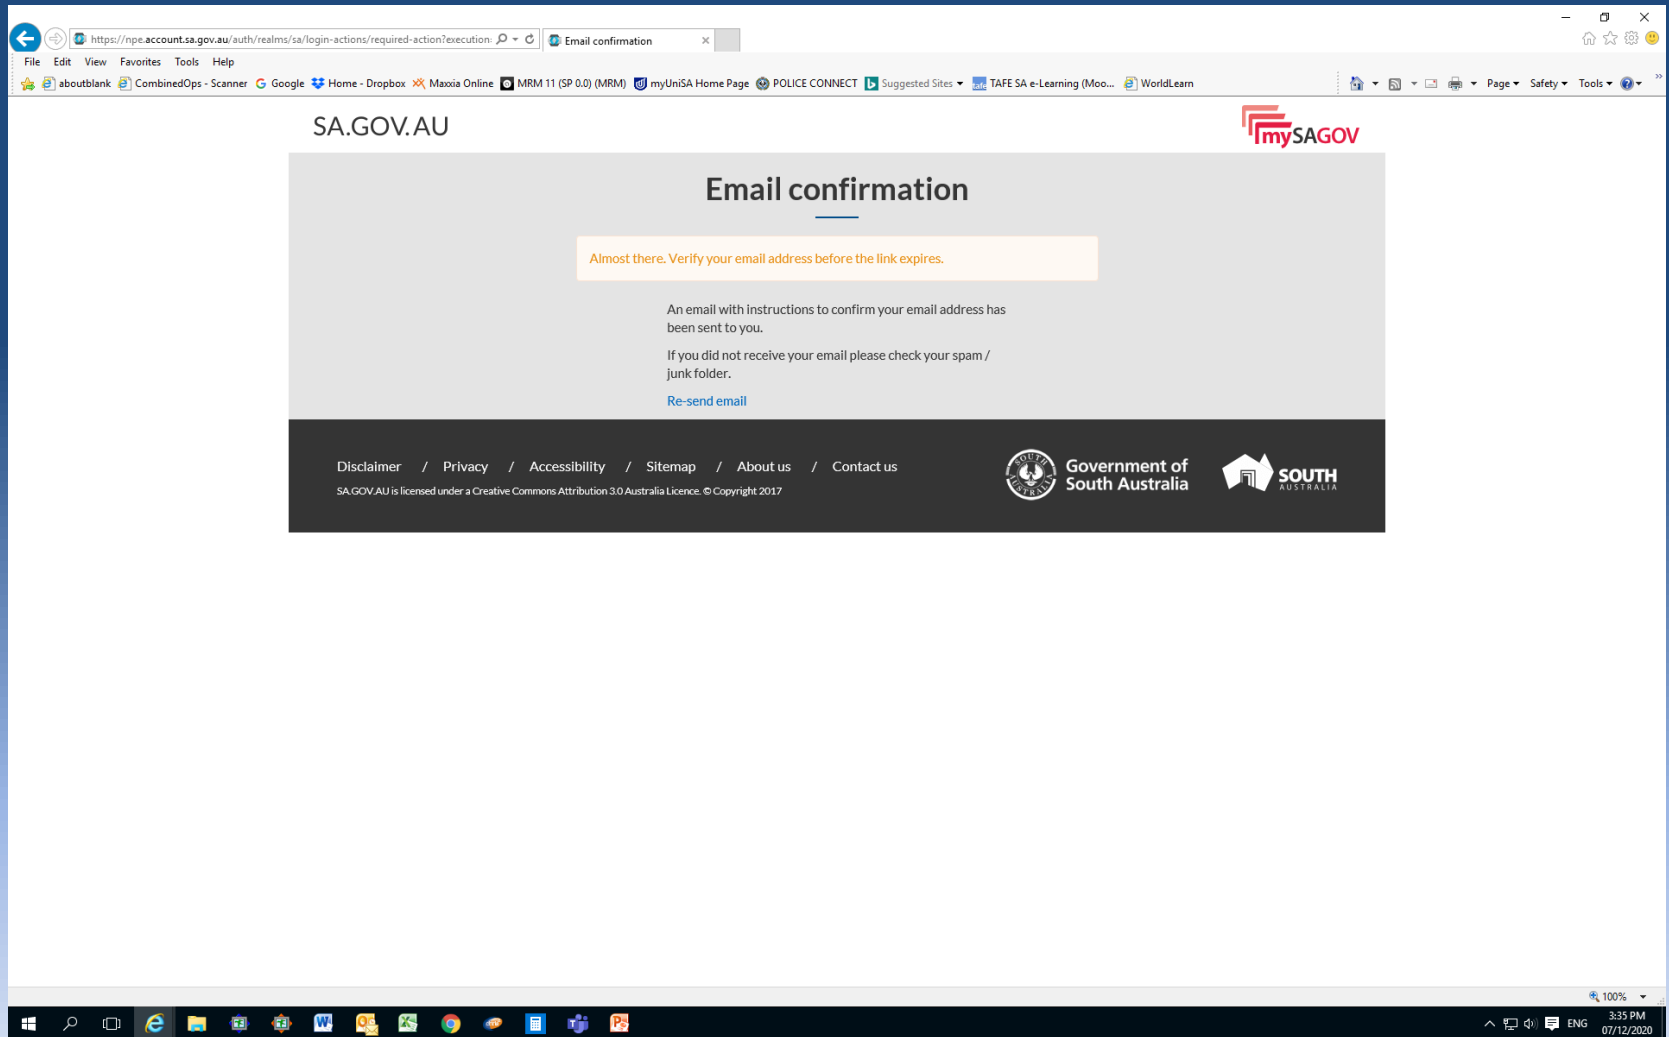 https://npe.account.sa.gov.au/auth/realms/sa/login-actions/required-action?execution
Email confirmation
File Edit View Favorites Tools Help
aboutblank CombinedOps - Scanner Google Home - Dropbox Maxxia Online MRM 11 (SP 0.0) (MRM) myUniSA Home Page POLICE CONNECT Suggested Sites TAFE SA e-Learning (Moo... WorldLearn Page Safety Tools
SA.GOV.AU
mySAGOV
Email confirmation
Almost there. Verify your email address before the link expires.
An email with instructions to confirm your email address has
been sent to you.
If you did not receive your email please check your spam /
junk folder.
Re-send email
Disclaimer / Privacy / Accessibility / Sitemap / About us / Contact us
SA.GOV.AU is licensed under a Creative Commons Attribution 3.0 Australia Licence. © Copyright 2017
SOUTH AUSTRALIA
Government of
South Australia
SOUTH
AUSTRALIA
100%
ENG
3:35 PM
07/12/2020